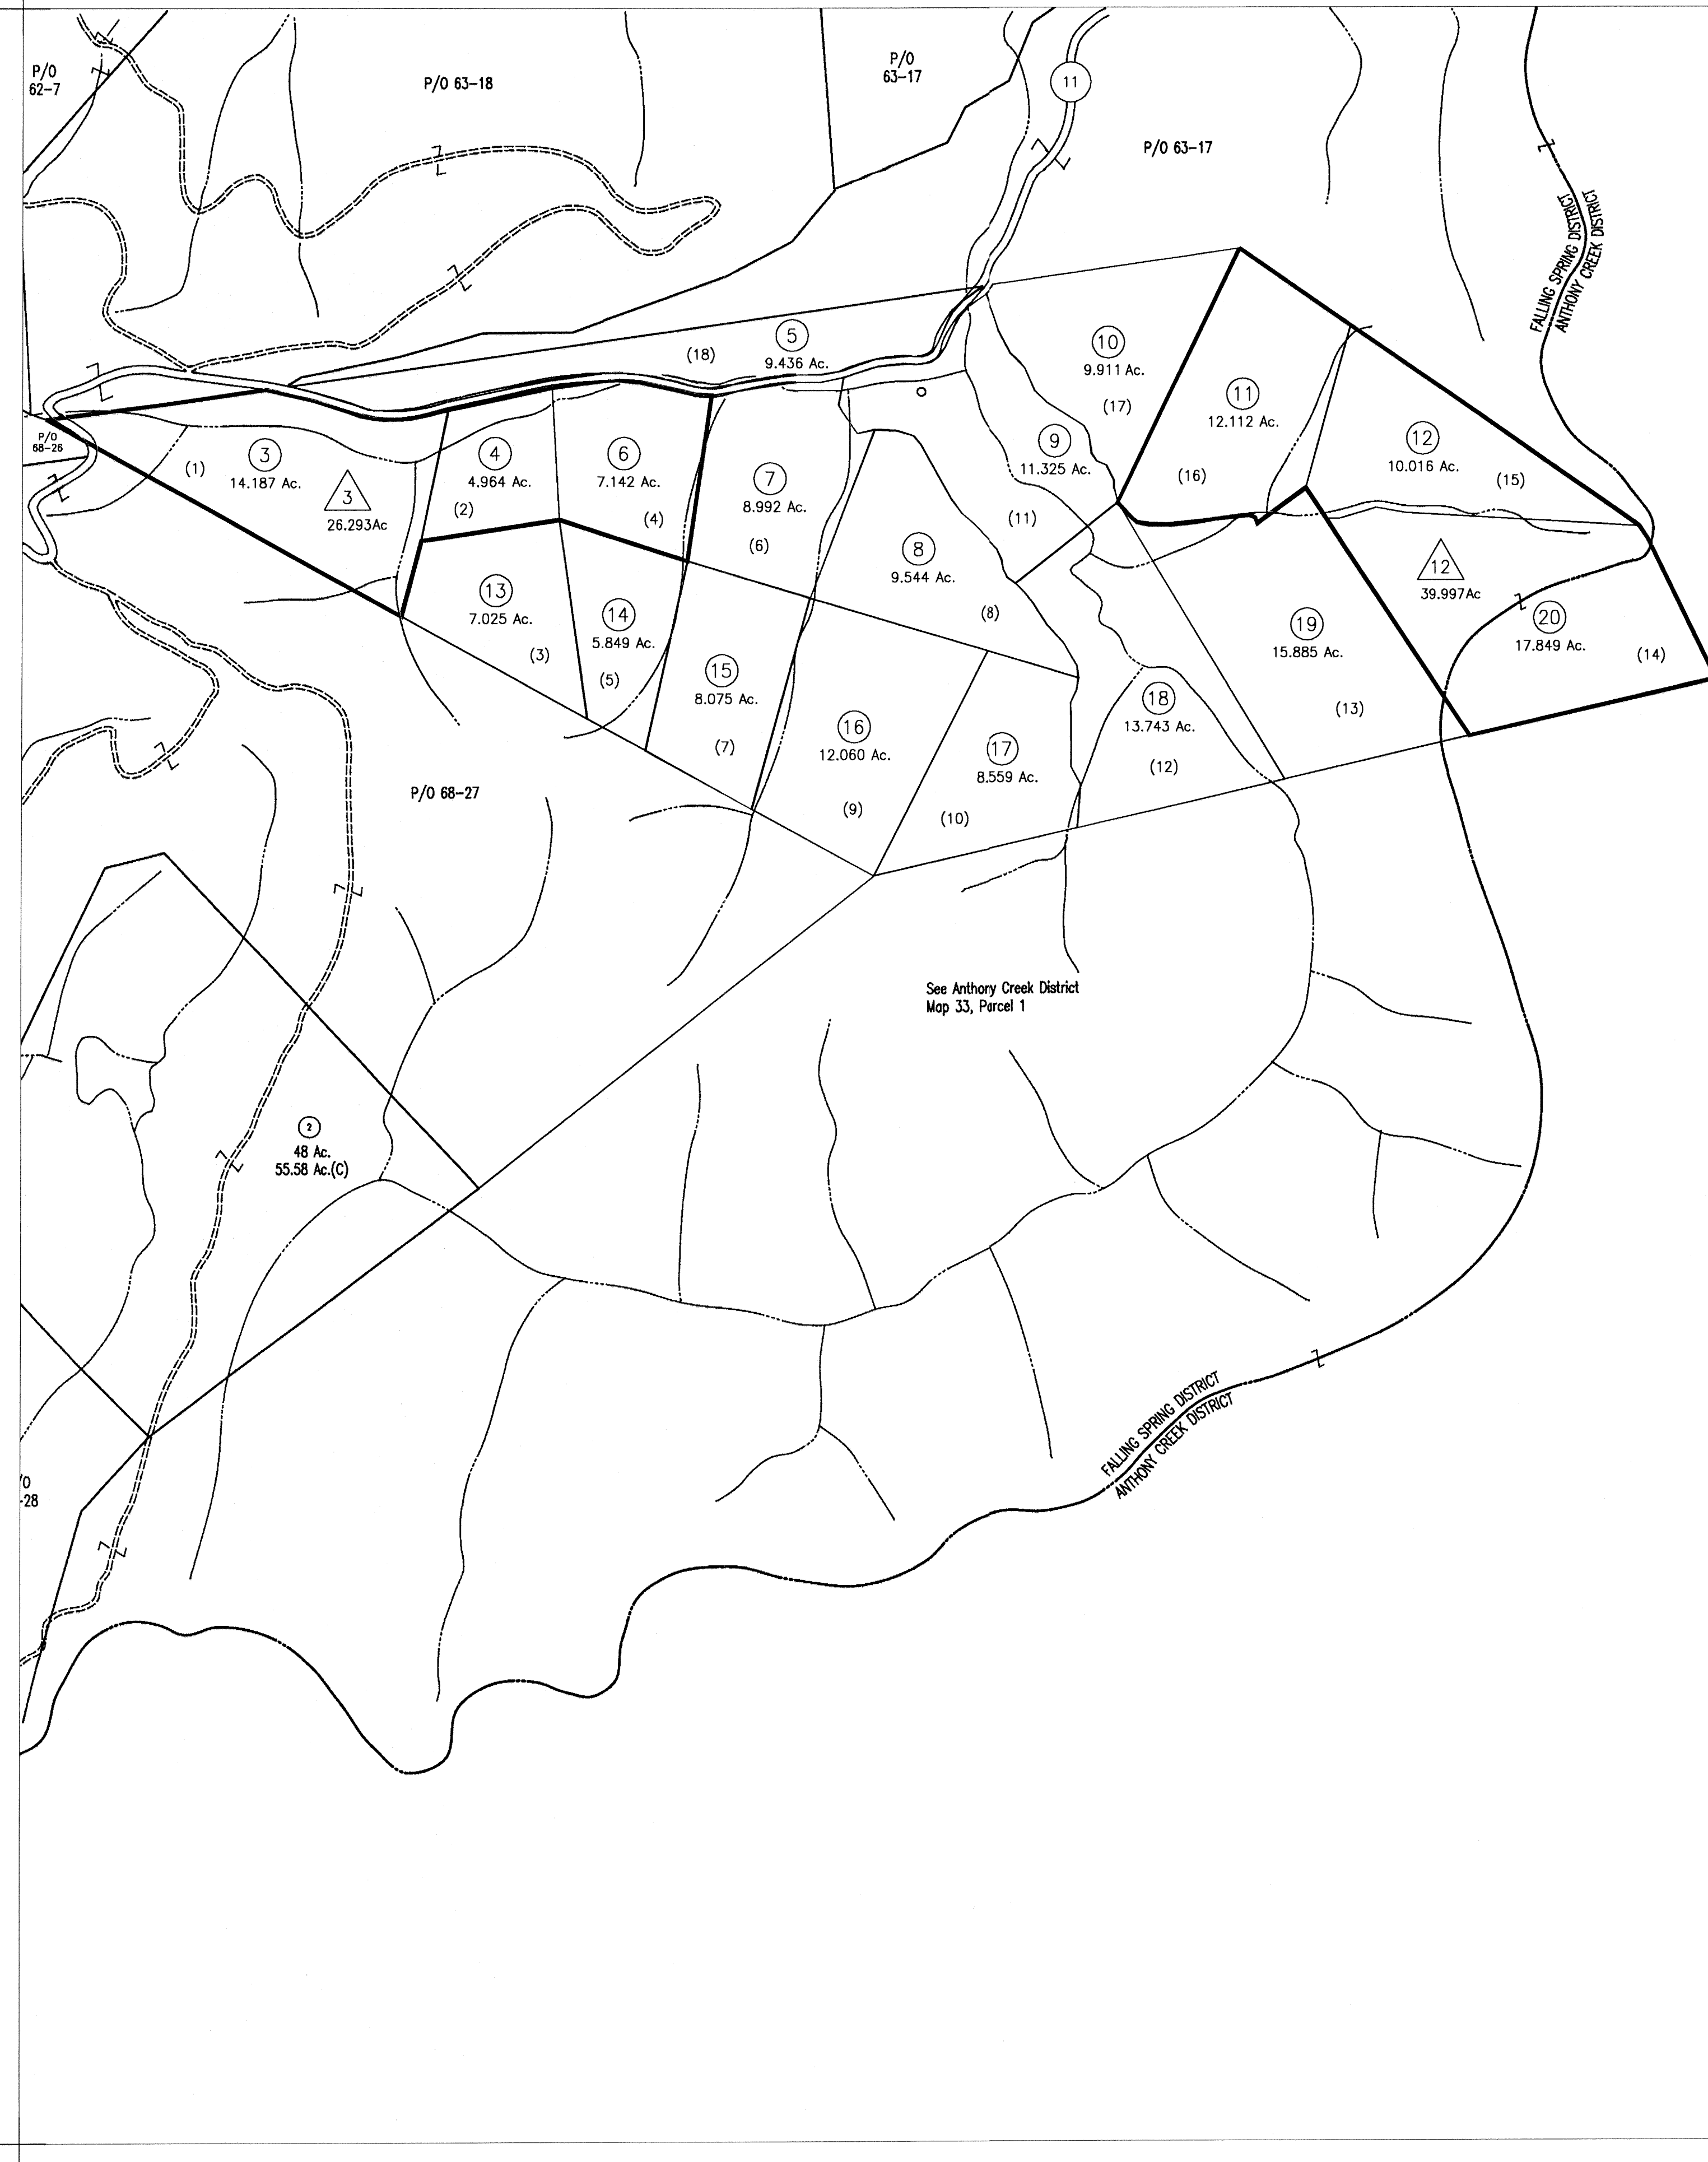 P/O
62-7
P/O 63-18
P/O
63-17
11
P/O 63-17
FALLING SPRING DISTRICT
ANTHONY CREEK DISTRICT
5
(18)
9.436 Ac.
10
9.911 Ac.
(17)
11
12.112 Ac.
(16)
12
10.016 Ac.
(15)
P/O
68-26
(1)
3
14.187 Ac.
3
26.293Ac
4
4.964 Ac.
(2)
6
7.142 Ac.
(4)
7
8.992 Ac.
(6)
8
9.544 Ac.
(8)
9
11.325 Ac.
(11)
12
39.997Ac
13
7.025 Ac.
(3)
14
5.849 Ac.
(5)
15
8.075 Ac.
(7)
16
12.060 Ac.
(9)
17
8.559 Ac.
(10)
18
13.743 Ac.
(12)
19
15.885 Ac.
(13)
20
17.849 Ac.
(14)
P/O 68-27
See Anthory Creek District
Map 33, Parcel 1
2
48 Ac.
55.58 Ac.(C)
FALLING SPRING DISTRICT
ANTHONY CREEK DISTRICT
/O
-28